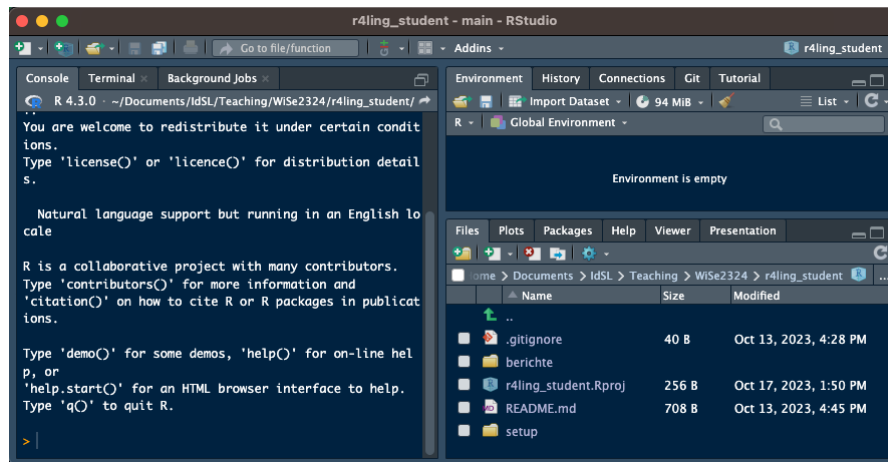 r4ling_student - main - RStudio
Go to file/function Addins r4ling_student
Console Terminal Background Jobs
R 4.3.0 · ~/Documents/IdSL/Teaching/WiSe2324/r4ling_student/
You are welcome to redistribute it under certain condit
ions.
Type 'license()' or 'licence()' for distribution detail
s.
Natural language support but running in an English lo
cale
R is a collaborative project with many contributors.
Type 'contributors()' for more information and
'citation()' on how to cite R or R packages in publicat
ions.
Type 'demo()' for some demos, 'help()' for on-line hel
p, or
'help.start()' for an HTML browser interface to help.
Type 'q()' to quit R.
>
Environment History Connections Git Tutorial
Import Dataset 94 MiB List
R Global Environment
Environment is empty
Files Plots Packages Help Viewer Presentation
ome > Documents > IdSL > Teaching > WiSe2324 > r4ling_student ...
Name Size Modified
..
.gitignore 40 B Oct 13, 2023, 4:28 PM
berichte
r4ling_student.Rproj 256 B Oct 17, 2023, 1:50 PM
README.md 708 B Oct 13, 2023, 4:45 PM
setup